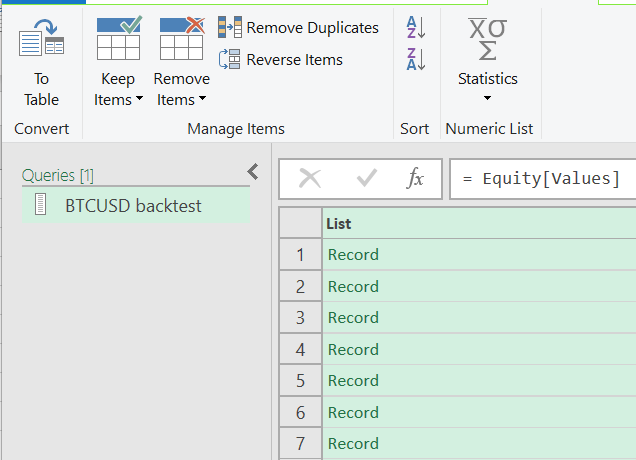 To Table
Keep Items
Remove Items
Remove Duplicates
Reverse Items
A Z
Z A
X̅σ Σ
Statistics
Convert
Manage Items
Sort
Numeric List
Queries [1]
BTCUSD backtest
fx
= Equity[Values]
List
1 Record
2 Record
3 Record
4 Record
5 Record
6 Record
7 Record